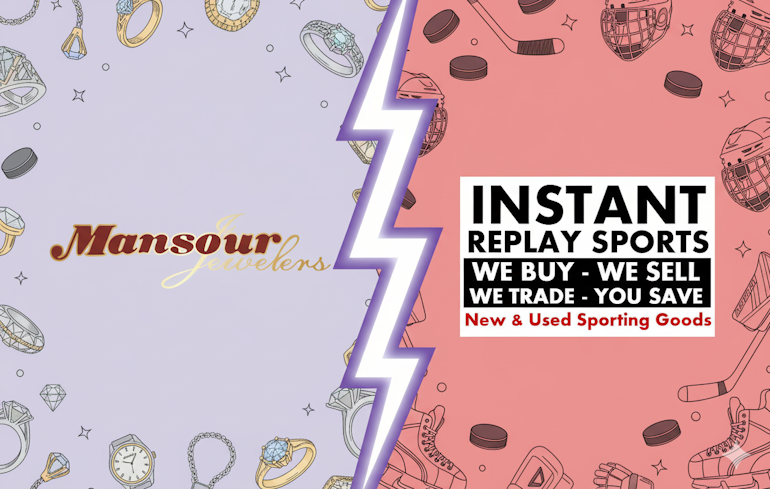 Mansour
Jewelers
INSTANT
REPLAY SPORTS
WE BUY - WE SELL
WE TRADE - YOU SAVE
New & Used Sporting Goods